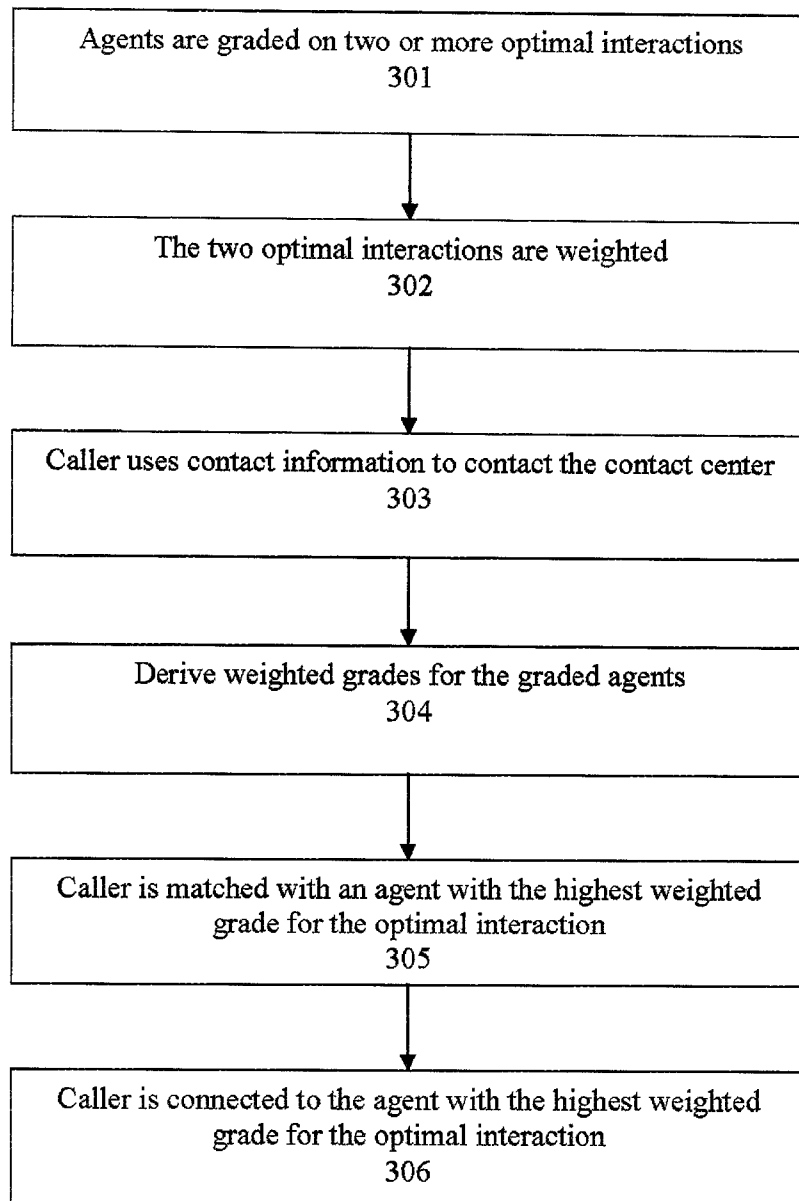 Agents are graded on two or more optimal interactions
301
The two optimal interactions are weighted
302
Caller uses contact information to contact the contact center
303
Derive weighted grades for the graded agents
304
Caller is matched with an agent with the highest weighted
grade for the optimal interaction
305
Caller is connected to the agent with the highest weighted
grade for the optimal interaction
306